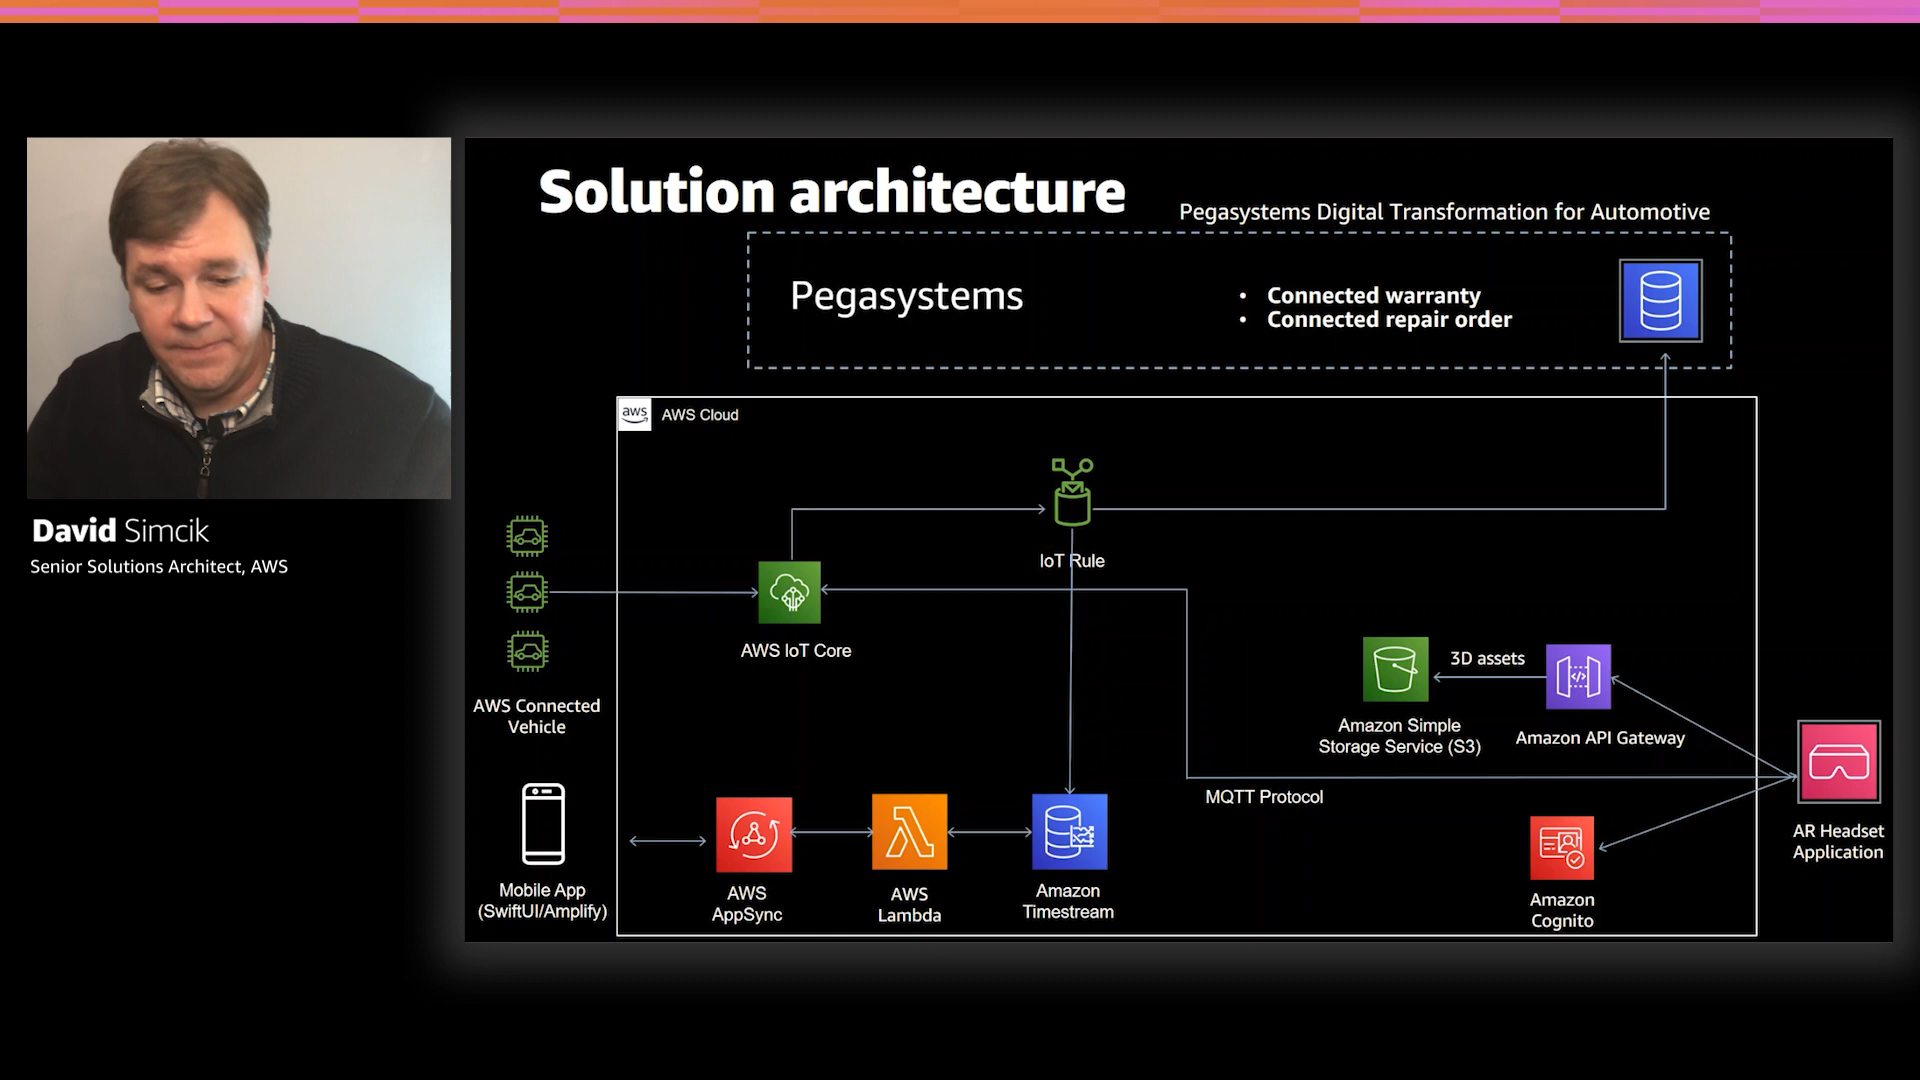 Solution architecture
Pegasystems Digital Transformation for Automotive
Pegasystems
• Connected warranty
• Connected repair order
aws
AWS Cloud
David Simcik
Senior Solutions Architect, AWS
IoT Rule
AWS IoT Core
AWS Connected
Vehicle
3D assets
Amazon Simple
Storage Service (S3)
Amazon API Gateway
MQTT Protocol
AR Headset
Application
Mobile App
(SwiftUI/Amplify)
AWS
AppSync
AWS
Lambda
Amazon
Timestream
Amazon
Cognito